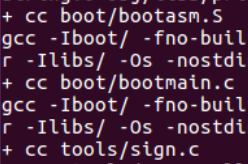 + cc boot/bootasm.S
gcc -Iboot/ -fno-buil
r -Ilibs/ -Os -nostdi
+ cc boot/bootmain.c
gcc -Iboot/ -fno-buil
r -Ilibs/ -Os -nostdi
+ cc tools/sign.c